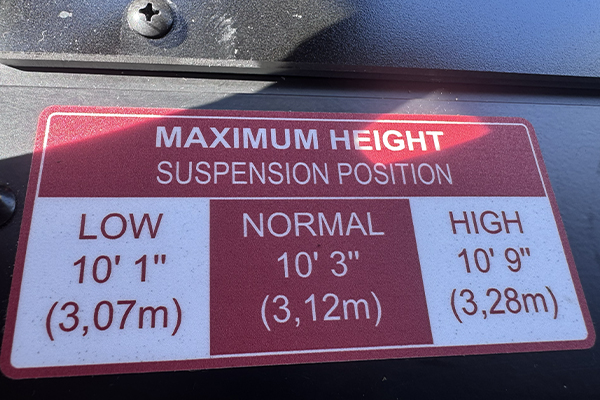 MAXIMUM HEIGHT
SUSPENSION POSITION
LOW
10' 1"
(3,07m)
NORMAL
10' 3"
(3,12m)
HIGH
10' 9"
(3,28m)